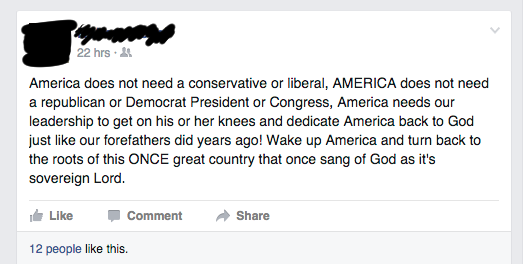 22 hrs ·
America does not need a conservative or liberal, AMERICA does not need
a republican or Democrat President or Congress, America needs our
leadership to get on his or her knees and dedicate America back to God
just like our forefathers did years ago! Wake up America and turn back to
the roots of this ONCE great country that once sang of God as it's
sovereign Lord.
Like Comment Share
12 people like this.